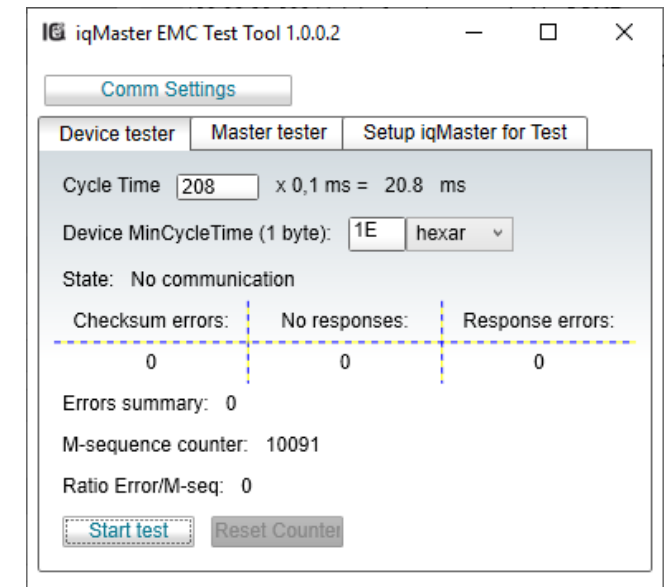 iqMaster EMC Test Tool 1.0.0.2
Comm Settings
Device tester Master tester Setup iqMaster for Test
Cycle Time 208 x 0,1 ms = 20.8 ms
Device MinCycleTime (1 byte): 1E hexar
State: No communication
Checksum errors: No responses: Response errors:
0 0 0
Errors summary: 0
M-sequence counter: 10091
Ratio Error/M-seq: 0
Start test Reset Counter